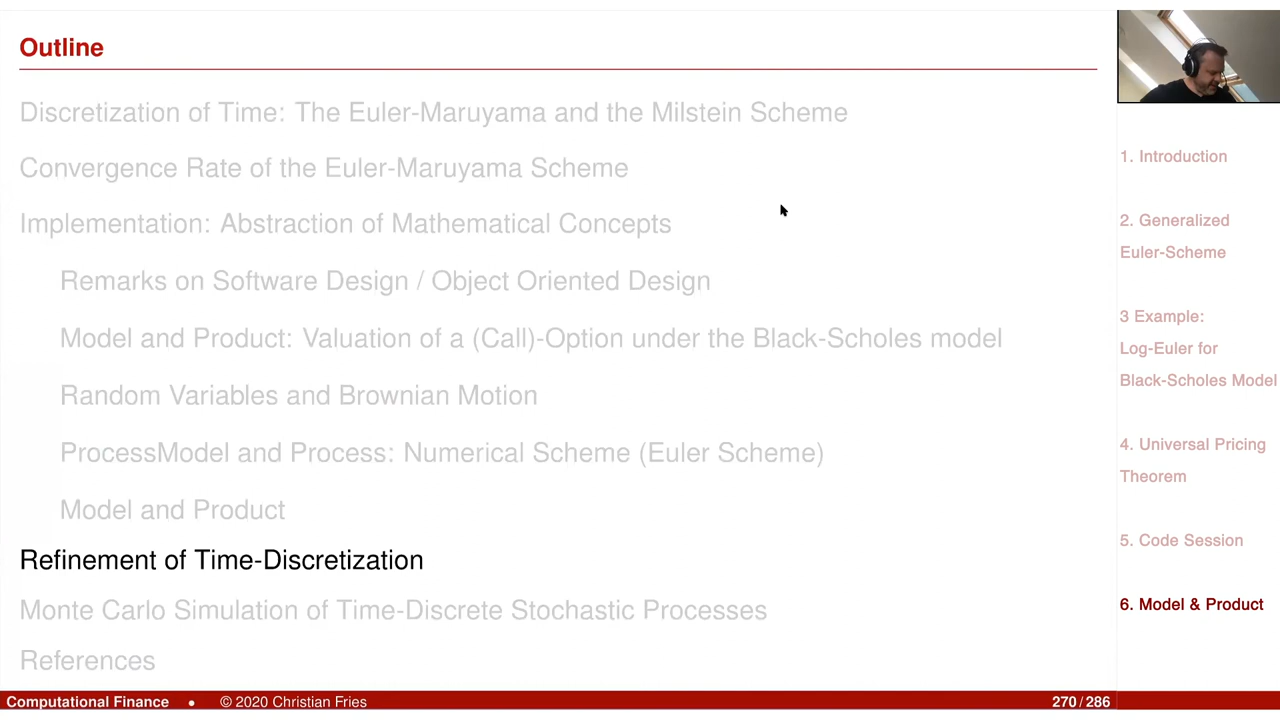 Outline
Discretization of Time: The Euler-Maruyama and the Milstein Scheme
Convergence Rate of the Euler-Maruyama Scheme
Implementation: Abstraction of Mathematical Concepts
Remarks on Software Design / Object Oriented Design
Model and Product: Valuation of a (Call)-Option under the Black-Scholes model
Random Variables and Brownian Motion
ProcessModel and Process: Numerical Scheme (Euler Scheme)
Model and Product
Refinement of Time-Discretization
Monte Carlo Simulation of Time-Discrete Stochastic Processes
References
1. Introduction
2. Generalized
Euler-Scheme
3 Example:
Log-Euler for
Black-Scholes Model
4. Universal Pricing
Theorem
5. Code Session
6. Model & Product
Computational Finance • © 2020 Christian Fries 270 / 286